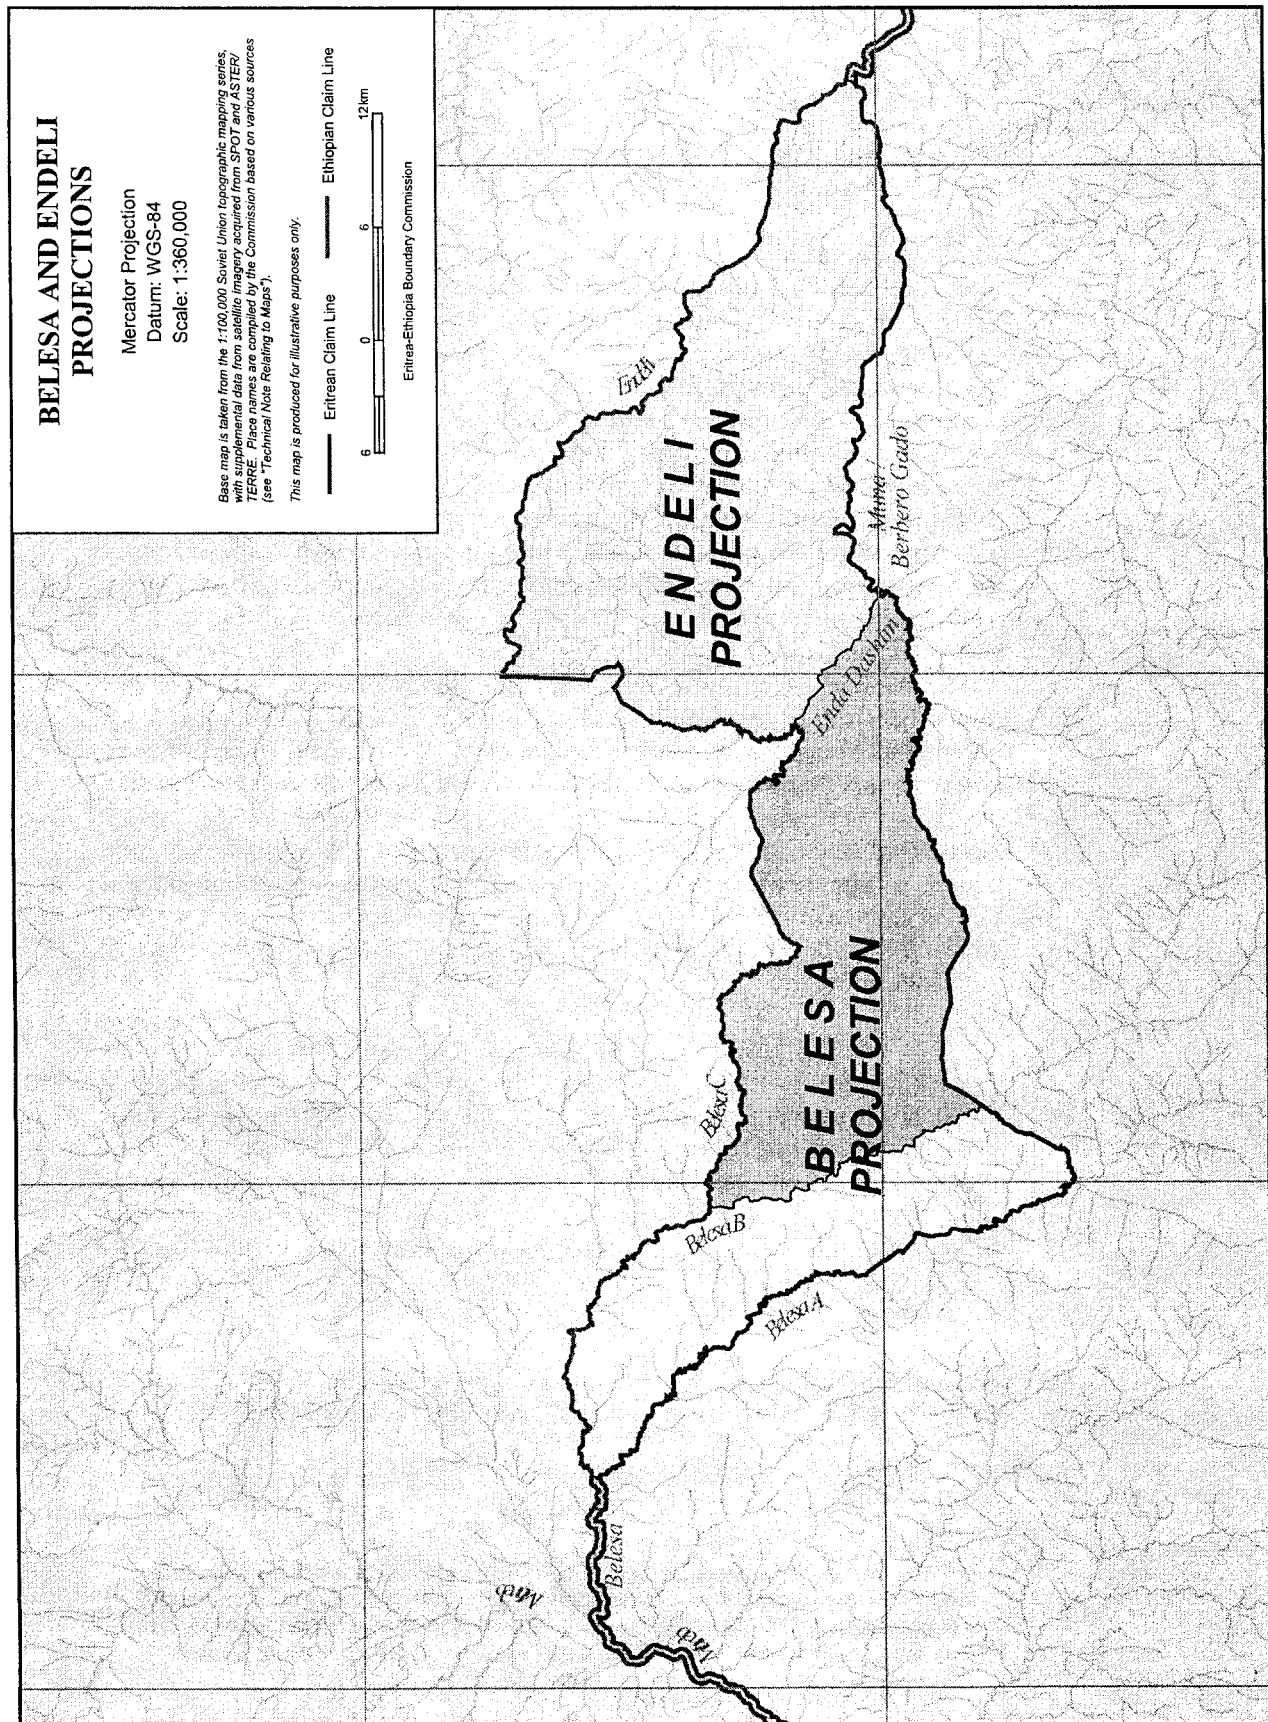 BELESA AND ENDELI
PROJECTIONS
Mercator Projection
Datum: WGS-84
Scale: 1:360,000
Base map is taken from the 1:100,000 Soviet Union topographic mapping series,
with supplemental data from satellite imagery acquired from SPOT and ASTER/
TERRE. Place names are compiled by the Commission based on various sources
(see "Technical Note Relating to Maps").
This map is produced for illustrative purposes only.
Eritrean Claim Line
Ethiopian Claim Line
6 0 6 12km
Eritrea-Ethiopia Boundary Commission
Endeli
ENDELI
PROJECTION
Muna/
Berbero Gado
Enda Dashim
BELESA
PROJECTION
Belesa C
Belesa B
Belesa A
Belesa
Mareb
Mareb